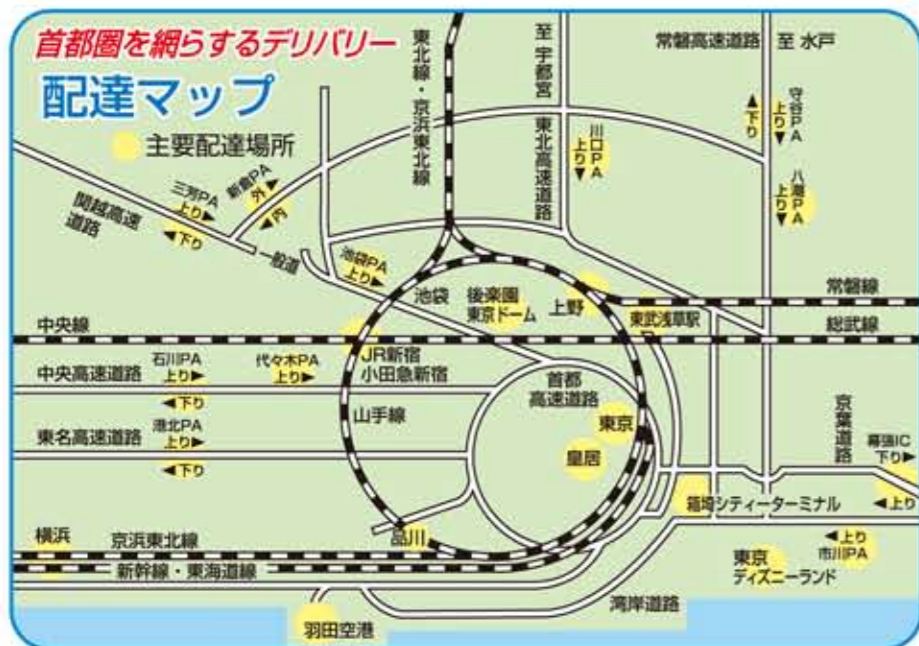 首都圏を網らするデリバリー
配達マップ
主要配達場所
東北線・京浜東北線
至宇都宮
東北高速道路
川口PA
上り▼
常磐高速道路
至 水戸
▲下り
守谷PA
上り▼
八潮PA
上り▼
関越高速
道路
三芳PA
上り▶
◀下り
新倉PA
外▶
◀内
一般道
池袋PA
上り▶
池袋
後楽園
東京ドーム
上野
東武浅草駅
常磐線
総武線
中央線
JR新宿
小田急新宿
石川PA
上り▶
代々木PA
上り▶
中央高速道路
◀下り
首都
高速道路
山手線
港北PA
上り▶
東名高速道路
◀下り
東京
皇居
京葉道路
幕張IC
下り▶
◀上り
箱埼シティーターミナル
品川
横浜
京浜東北線
新幹線・東海道線
◀上り
市川PA
東京
ディズニーランド
湾岸道路
羽田空港